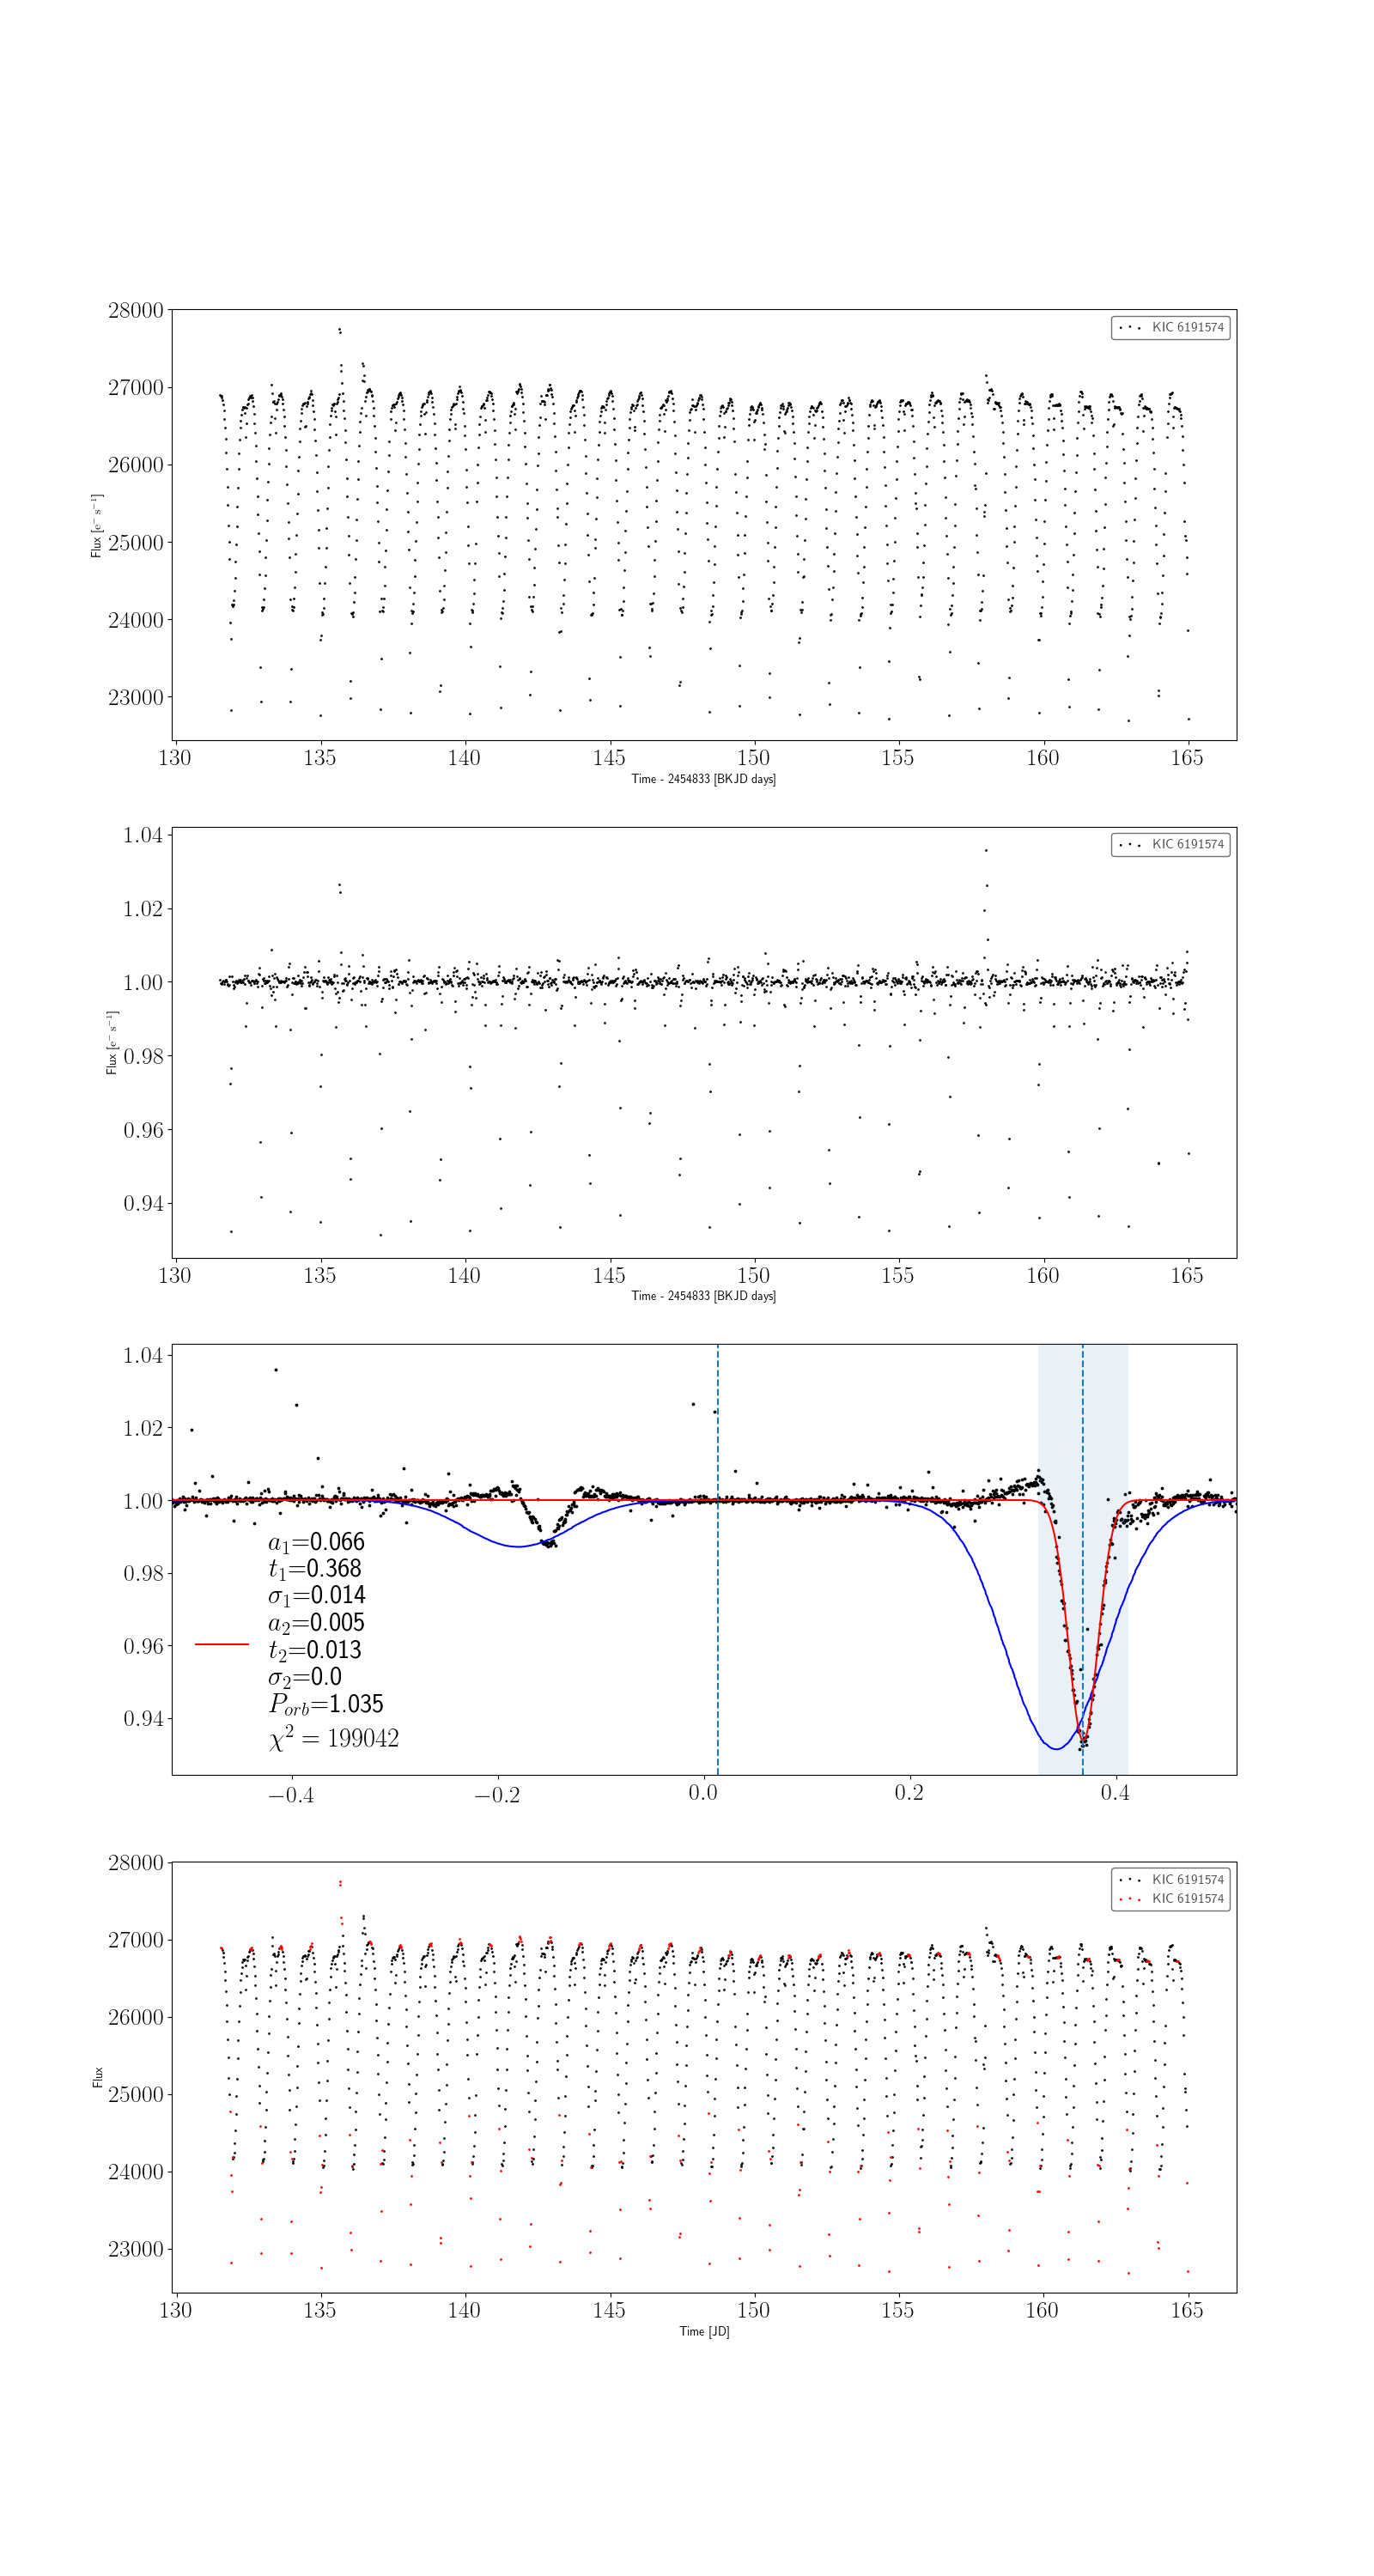 28000
27000
26000
25000
24000
23000
Flux [e⁻ s⁻¹]
KIC 6191574
130 135 140 145 150 155 160 165
Time - 2454833 [BKJD days]
1.04
1.02
1.00
0.98
0.96
0.94
Flux [e⁻ s⁻¹]
KIC 6191574
130 135 140 145 150 155 160 165
Time - 2454833 [BKJD days]
1.04
1.02
1.00
0.98
0.96
0.94
a₁=0.066
t₁=0.368
σ₁=0.014
a₂=0.005
t₂=0.013
σ₂=0.0
P_orb=1.035
χ² = 199042
−0.4 −0.2 0.0 0.2 0.4
28000
27000
26000
25000
24000
23000
Flux
KIC 6191574
KIC 6191574
130 135 140 145 150 155 160 165
Time [JD]